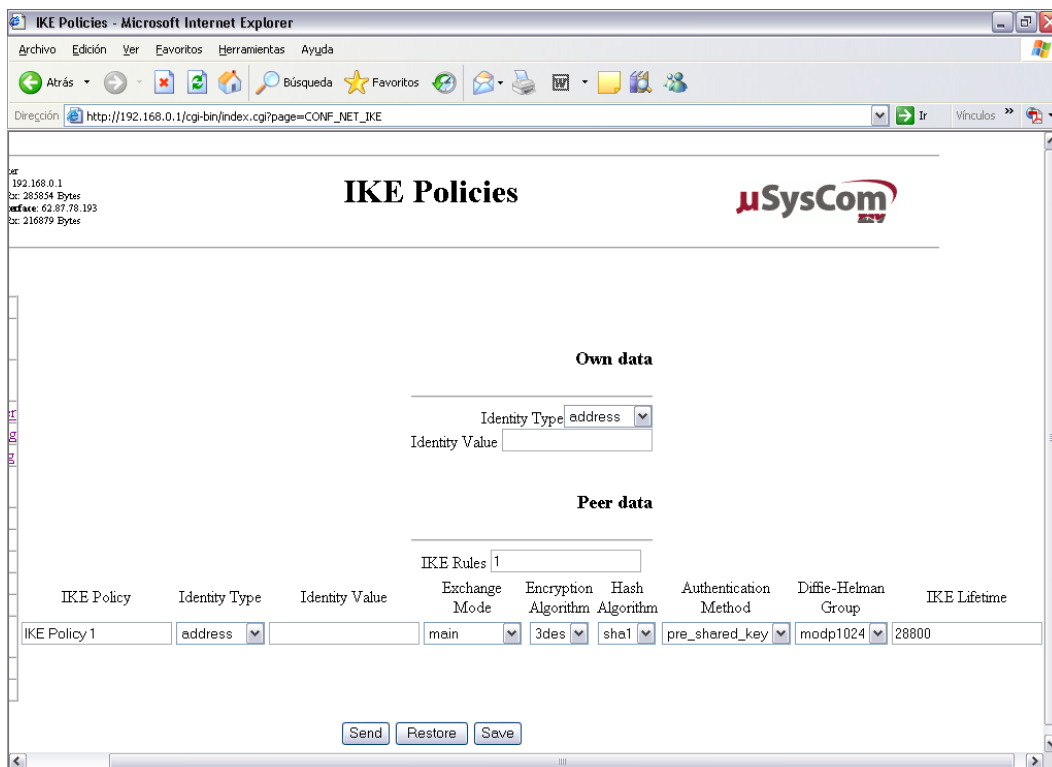 IKE Policies - Microsoft Internet Explorer
Archivo Edición Ver Favoritos Herramientas Ayuda
Atrás Búsqueda Favoritos
Dirección http://192.168.0.1/cgi-bin/index.cgi?page=CONF_NET_IKE Ir Vínculos »
192.168.0.1
Rx: 285854 Bytes
erface: 62.87.78.193
Rx: 216879 Bytes
IKE Policies
µSysCom
ZIV
Own data
Identity Type address
Identity Value
Peer data
IKE Rules 1
IKE Policy Identity Type Identity Value Exchange Mode Encryption Algorithm Hash Algorithm Authentication Method Diffie-Helman Group IKE Lifetime
IKE Policy 1 address main 3des sha1 pre_shared_key modp1024 28800
Send Restore Save